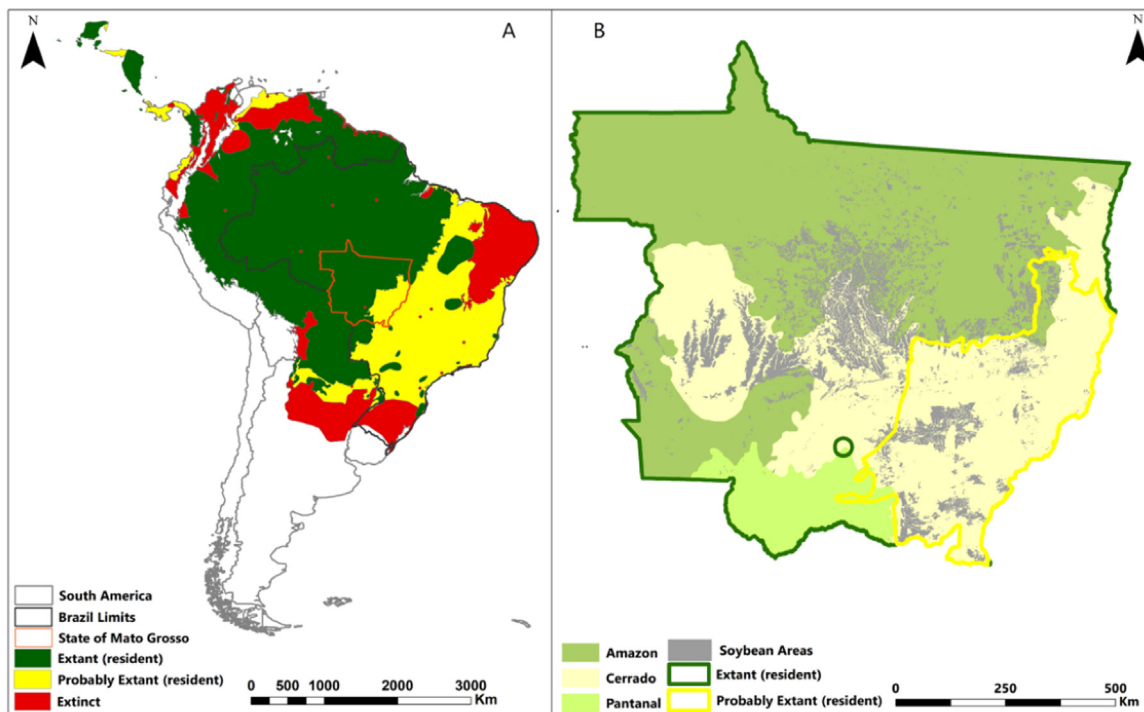 N
A
South America
Brazil Limits
State of Mato Grosso
Extant (resident)
Probably Extant (resident)
Extinct
0 500 1000 2000 3000
Km
B
N
Amazon
Cerrado
Pantanal
Soybean Areas
Extant (resident)
Probably Extant (resident)
0 250 500
Km